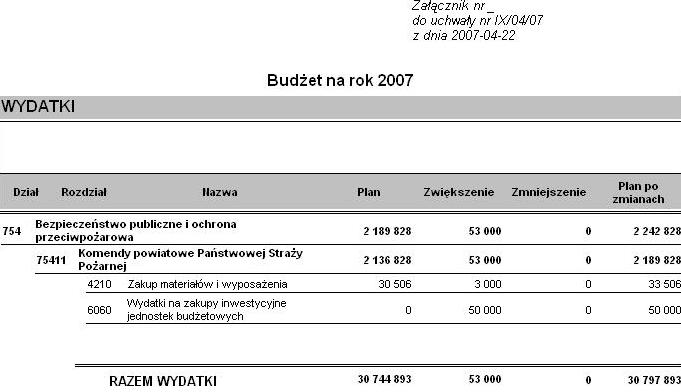 Załącznik nr _
do uchwały nr IX/04/07
z dnia 2007-04-22
Budżet na rok 2007
WYDATKI
Dział Rozdział Nazwa Plan Zwiększenie Zmniejszenie Plan po zmianach
754 Bezpieczeństwo publiczne i ochrona
przeciwpożarowa 2 189 828 53 000 0 2 242 828
75411 Komendy powiatowe Państwowej Straży
Pożarnej 2 136 828 53 000 0 2 189 828
4210 Zakup materiałów i wyposażenia 30 506 3 000 0 33 506
6060 Wydatki na zakupy inwestycyjne
jednostek budżetowych 0 50 000 0 50 000
RAZEM WYDATKI 30 744 893 53 000 0 30 797 893